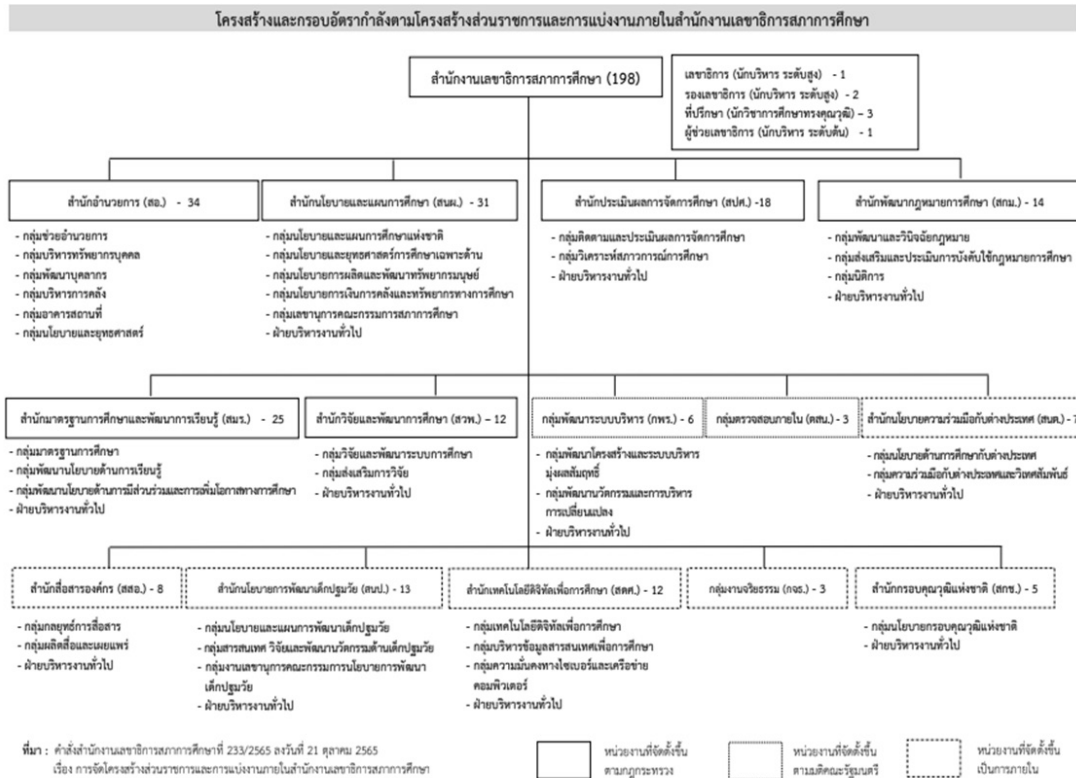 โครงสร้างและกรอบอัตรากำลังตามโครงสร้างส่วนราชการและการแบ่งงานภายในสำนักงานเลขาธิการสภาการศึกษา
สำนักงานเลขาธิการสภาการศึกษา (198)
เลขาธิการ (นักบริหาร ระดับสูง) - 1
รองเลขาธิการ (นักบริหาร ระดับสูง) - 2
ที่ปรึกษา (นักวิชาการศึกษาทรงคุณวุฒิ) – 3
ผู้ช่วยเลขาธิการ (นักบริหาร ระดับต้น) - 1
สำนักอำนวยการ (สอ.) - 34
- กลุ่มช่วยอำนวยการ
- กลุ่มบริหารทรัพยากรบุคคล
- กลุ่มพัฒนาบุคลากร
- กลุ่มบริหารการคลัง
- กลุ่มอาคารสถานที่
- กลุ่มนโยบายและยุทธศาสตร์
สำนักนโยบายและแผนการศึกษา (สนผ.) - 31
- กลุ่มนโยบายและแผนการศึกษาแห่งชาติ
- กลุ่มนโยบายและยุทธศาสตร์การศึกษาเฉพาะด้าน
- กลุ่มนโยบายการผลิตและพัฒนาทรัพยากรมนุษย์
- กลุ่มนโยบายการเงินการคลังและทรัพยากรทางการศึกษา
- กลุ่มเลขานุการคณะกรรมการสภาการศึกษา
- ฝ่ายบริหารงานทั่วไป
สำนักประเมินผลการจัดการศึกษา (สปศ.) -18
- กลุ่มติดตามและประเมินผลการจัดการศึกษา
- กลุ่มวิเคราะห์สภาวการณ์การศึกษา
- ฝ่ายบริหารงานทั่วไป
สำนักพัฒนากฎหมายการศึกษา (สกม.) - 14
- กลุ่มพัฒนาและวินิจฉัยกฎหมาย
- กลุ่มส่งเสริมและประเมินการบังคับใช้กฎหมายการศึกษา
- กลุ่มนิติการ
- ฝ่ายบริหารงานทั่วไป
สำนักมาตรฐานการศึกษาและพัฒนาการเรียนรู้ (สมร.) - 25
- กลุ่มมาตรฐานการศึกษา
- กลุ่มพัฒนานโยบายด้านการเรียนรู้
- กลุ่มพัฒนานโยบายด้านการมีส่วนร่วมและการเพิ่มโอกาสทางการศึกษา
- ฝ่ายบริหารงานทั่วไป
สำนักวิจัยและพัฒนาการศึกษา (สวพ.) – 12
- กลุ่มวิจัยและพัฒนาระบบการศึกษา
- กลุ่มส่งเสริมการวิจัย
- ฝ่ายบริหารงานทั่วไป
กลุ่มพัฒนาระบบบริหาร (กพร.) – 6
- กลุ่มพัฒนาโครงสร้างและระบบบริหาร
มุ่งผลสัมฤทธิ์
- กลุ่มพัฒนานวัตกรรมและการบริหาร
การเปลี่ยนแปลง
- ฝ่ายบริหารงานทั่วไป
กลุ่มตรวจสอบภายใน (ตสน.) - 3
สำนักนโยบายความร่วมมือกับต่างประเทศ (สนต.) – 7
- กลุ่มนโยบายด้านการศึกษากับต่างประเทศ
- กลุ่มความร่วมมือกับต่างประเทศและวิเทศสัมพันธ์
- ฝ่ายบริหารงานทั่วไป
สำนักสื่อสารองค์กร (สสอ.) – 8
- กลุ่มกลยุทธ์การสื่อสาร
- กลุ่มผลิตสื่อและเผยแพร่
- ฝ่ายบริหารงานทั่วไป
สำนักนโยบายการพัฒนาเด็กปฐมวัย (สนป.) - 13
- กลุ่มนโยบายและแผนการพัฒนาเด็กปฐมวัย
- กลุ่มสารสนเทศ วิจัยและพัฒนานวัตกรรมด้านเด็กปฐมวัย
- กลุ่มงานเลขานุการคณะกรรมการนโยบายการพัฒนา
เด็กปฐมวัย
- ฝ่ายบริหารงานทั่วไป
สำนักเทคโนโลยีดิจิทัลเพื่อการศึกษา (สดศ.) - 12
- กลุ่มเทคโนโลยีดิจิทัลเพื่อการศึกษา
- กลุ่มบริหารข้อมูลสารสนเทศเพื่อการศึกษา
- กลุ่มความมั่นคงทางไซเบอร์และเครือข่าย
คอมพิวเตอร์
- ฝ่ายบริหารงานทั่วไป
กลุ่มงานจริยธรรม (กจธ.) - 3
สำนักกรอบคุณวุฒิแห่งชาติ (สกช.) - 5
- กลุ่มนโยบายกรอบคุณวุฒิแห่งชาติ
- ฝ่ายบริหารงานทั่วไป
ที่มา : คำสั่งสำนักงานเลขาธิการสภาการศึกษาที่ 233/2565 ลงวันที่ 21 ตุลาคม 2565
เรื่อง การจัดโครงสร้างส่วนราชการและการแบ่งงานภายในสำนักงานเลขาธิการสภาการศึกษา
หน่วยงานที่จัดตั้งขึ้น
ตามกฎกระทรวง
หน่วยงานที่จัดตั้งขึ้น
ตามมติคณะรัฐมนตรี
หน่วยงานที่จัดตั้งขึ้น
เป็นการภายใน